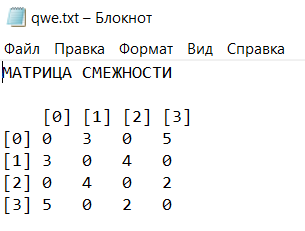 qwe.txt – Блокнот
Файл Правка Формат Вид Справка
МАТРИЦА СМЕЖНОСТИ
[0] [1] [2] [3]
[0] 0 3 0 5
[1] 3 0 4 0
[2] 0 4 0 2
[3] 5 0 2 0